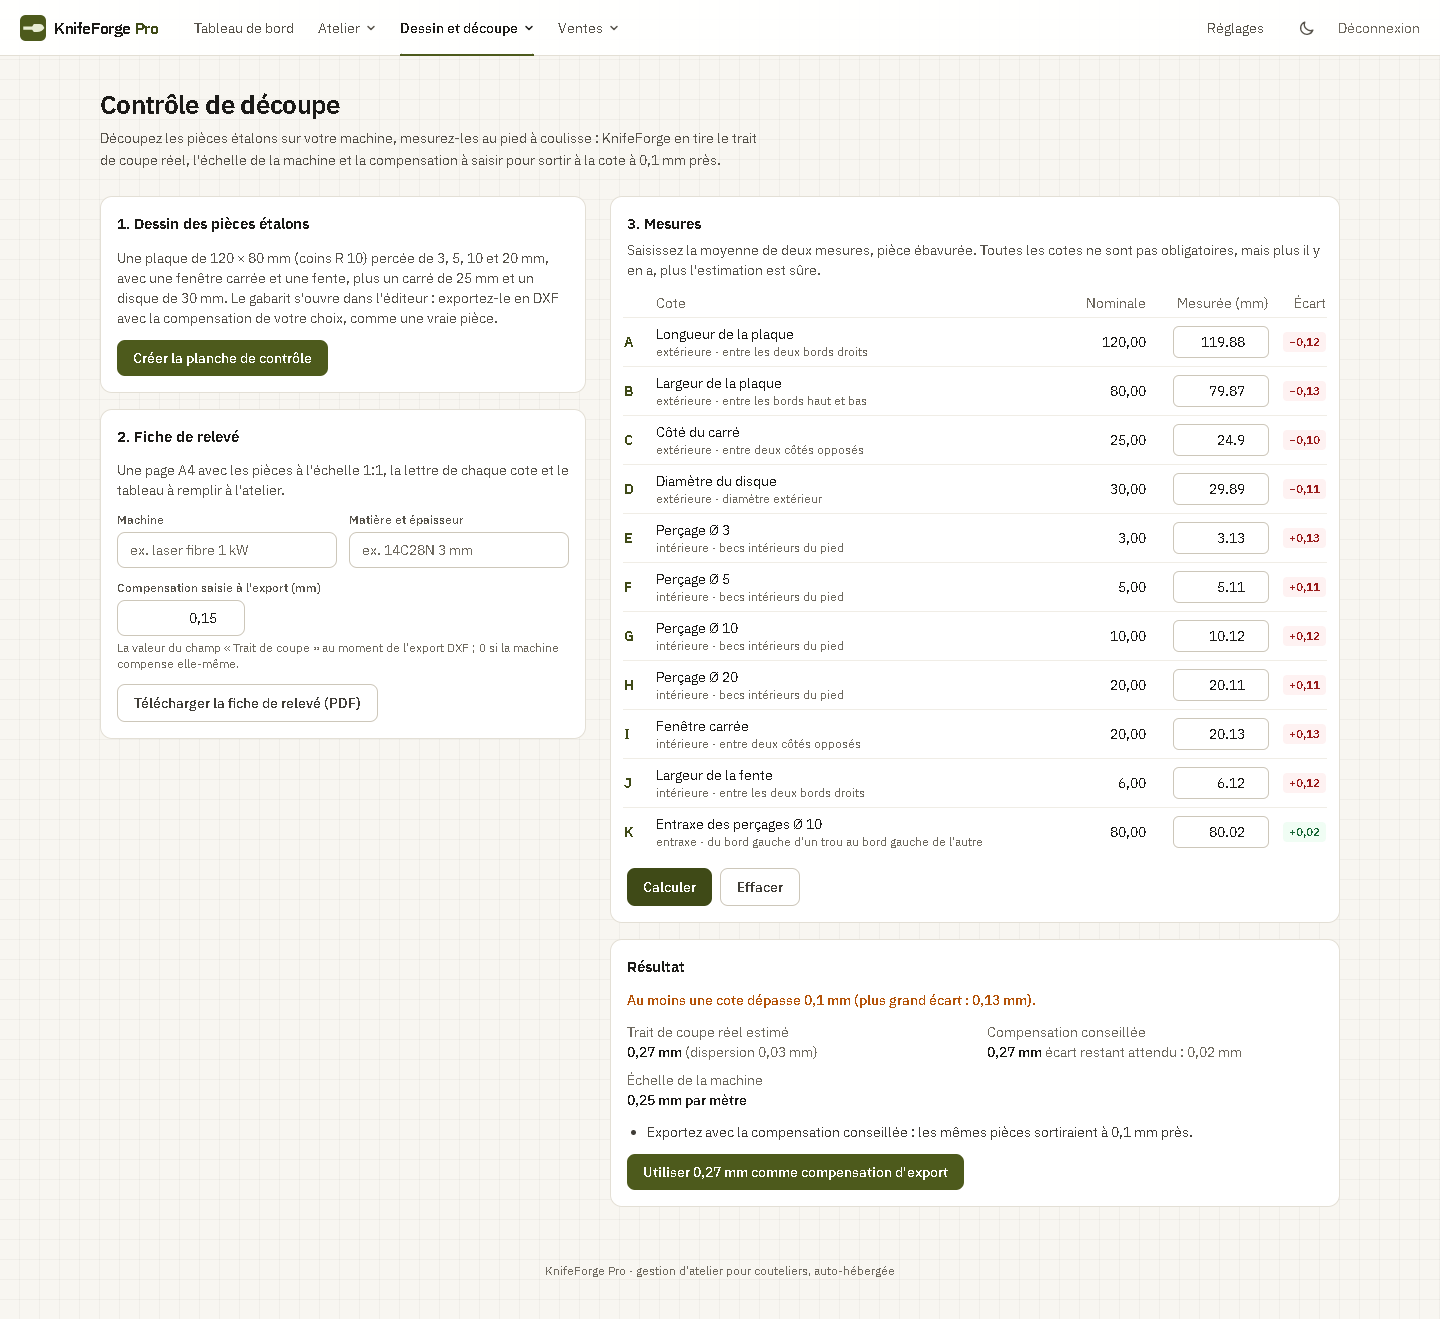 KnifeForge Pro
Tableau de bord
Atelier
Dessin et découpe
Ventes
Réglages
Déconnexion
Contrôle de découpe
Découpez les pièces étalons sur votre machine, mesurez-les au pied à coulisse : KnifeForge en tire le trait
de coupe réel, l'échelle de la machine et la compensation à saisir pour sortir à la cote à 0,1 mm près.
1. Dessin des pièces étalons
Une plaque de 120 × 80 mm (coins R 10) percée de 3, 5, 10 et 20 mm,
avec une fenêtre carrée et une fente, plus un carré de 25 mm et un
disque de 30 mm. Le gabarit s'ouvre dans l'éditeur : exportez-le en DXF
avec la compensation de votre choix, comme une vraie pièce.
Créer la planche de contrôle
2. Fiche de relevé
Une page A4 avec les pièces à l'échelle 1:1, la lettre de chaque cote et le
tableau à remplir à l'atelier.
Machine
Matière et épaisseur
ex. laser fibre 1 kW
ex. 14C28N 3 mm
Compensation saisie à l'export (mm)
0,15
La valeur du champ « Trait de coupe » au moment de l'export DXF ; 0 si la machine
compense elle-même.
Télécharger la fiche de relevé (PDF)
3. Mesures
Saisissez la moyenne de deux mesures, pièce ébavurée. Toutes les cotes ne sont pas obligatoires, mais plus il y
en a, plus l'estimation est sûre.
Cote Nominale Mesurée (mm) Écart
A Longueur de la plaque 120,00 119.88 −0,12
extérieure · entre les deux bords droits
B Largeur de la plaque 80,00 79.87 −0,13
extérieure · entre les bords haut et bas
C Côté du carré 25,00 24.9 −0,10
extérieure · entre deux côtés opposés
D Diamètre du disque 30,00 29.89 −0,11
extérieure · diamètre extérieur
E Perçage Ø 3 3,00 3.13 +0,13
intérieure · becs intérieurs du pied
F Perçage Ø 5 5,00 5.11 +0,11
intérieure · becs intérieurs du pied
G Perçage Ø 10 10,00 10.12 +0,12
intérieure · becs intérieurs du pied
H Perçage Ø 20 20,00 20.11 +0,11
intérieure · becs intérieurs du pied
I Fenêtre carrée 20,00 20.13 +0,13
intérieure · entre deux côtés opposés
J Largeur de la fente 6,00 6.12 +0,12
intérieure · entre les deux bords droits
K Entraxe des perçages Ø 10 80,00 80.02 +0,02
entraxe · du bord gauche d'un trou au bord gauche de l'autre
Calculer
Effacer
Résultat
Au moins une cote dépasse 0,1 mm (plus grand écart : 0,13 mm).
Trait de coupe réel estimé
0,27 mm (dispersion 0,03 mm)
Compensation conseillée
0,27 mm écart restant attendu : 0,02 mm
Échelle de la machine
0,25 mm par mètre
• Exportez avec la compensation conseillée : les mêmes pièces sortiraient à 0,1 mm près.
Utiliser 0,27 mm comme compensation d'export
KnifeForge Pro · gestion d'atelier pour couteliers, auto-hébergée